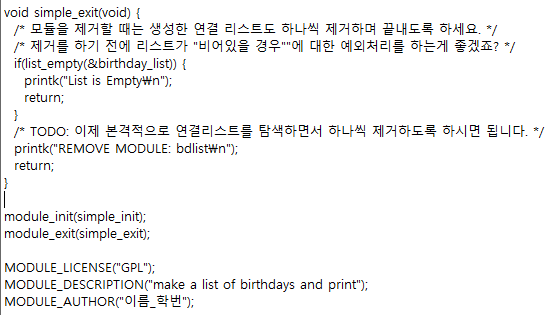 void simple_exit(void) {
/* 모듈을 제거할 때는 생성한 연결 리스트도 하나씩 제거하며 끝내도록 하세요. */
/* 제거를 하기 전에 리스트가 "비어있을 경우""에 대한 예외처리를 하는게 좋겠죠? */
if(list_empty(&birthday_list)) {
printk("List is Empty₩n");
return;
}
/* TODO: 이제 본격적으로 연결리스트를 탐색하면서 하나씩 제거하도록 하시면 됩니다. */
printk("REMOVE MODULE: bdlist₩n");
return;
}
module_init(simple_init);
module_exit(simple_exit);
MODULE_LICENSE("GPL");
MODULE_DESCRIPTION("make a list of birthdays and print");
MODULE_AUTHOR("이름_학번");